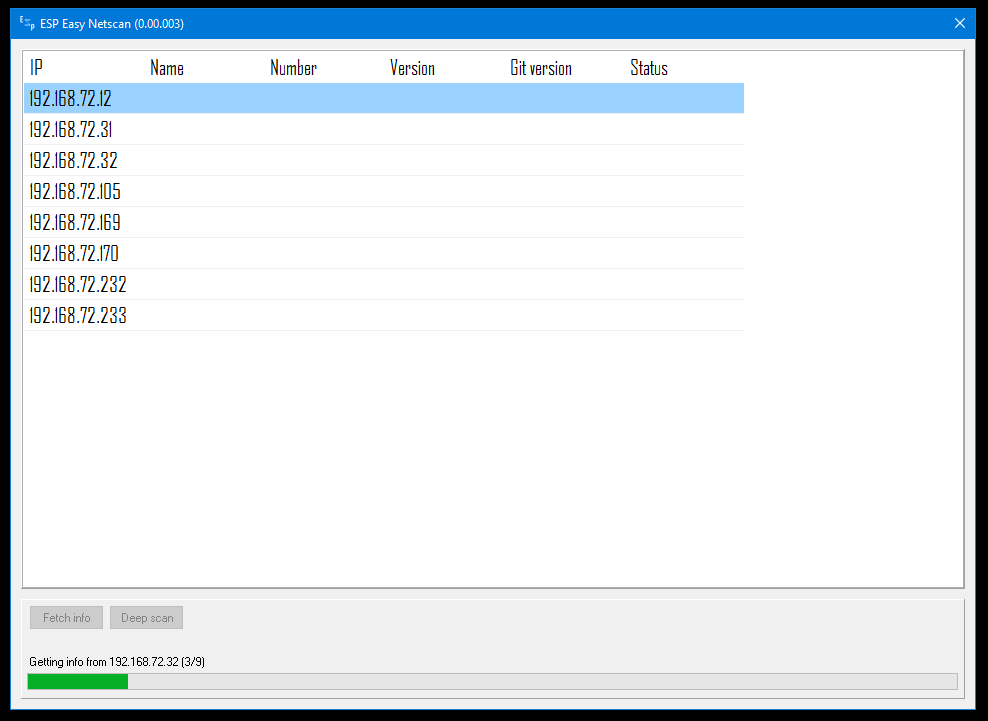 ESP Easy Netscan (0.00.003)
IP Name Number Version Git version Status
192.168.72.12
192.168.72.31
192.168.72.32
192.168.72.105
192.168.72.169
192.168.72.170
192.168.72.232
192.168.72.233
Fetch info Deep scan
Getting info from 192.168.72.32 (3/9)